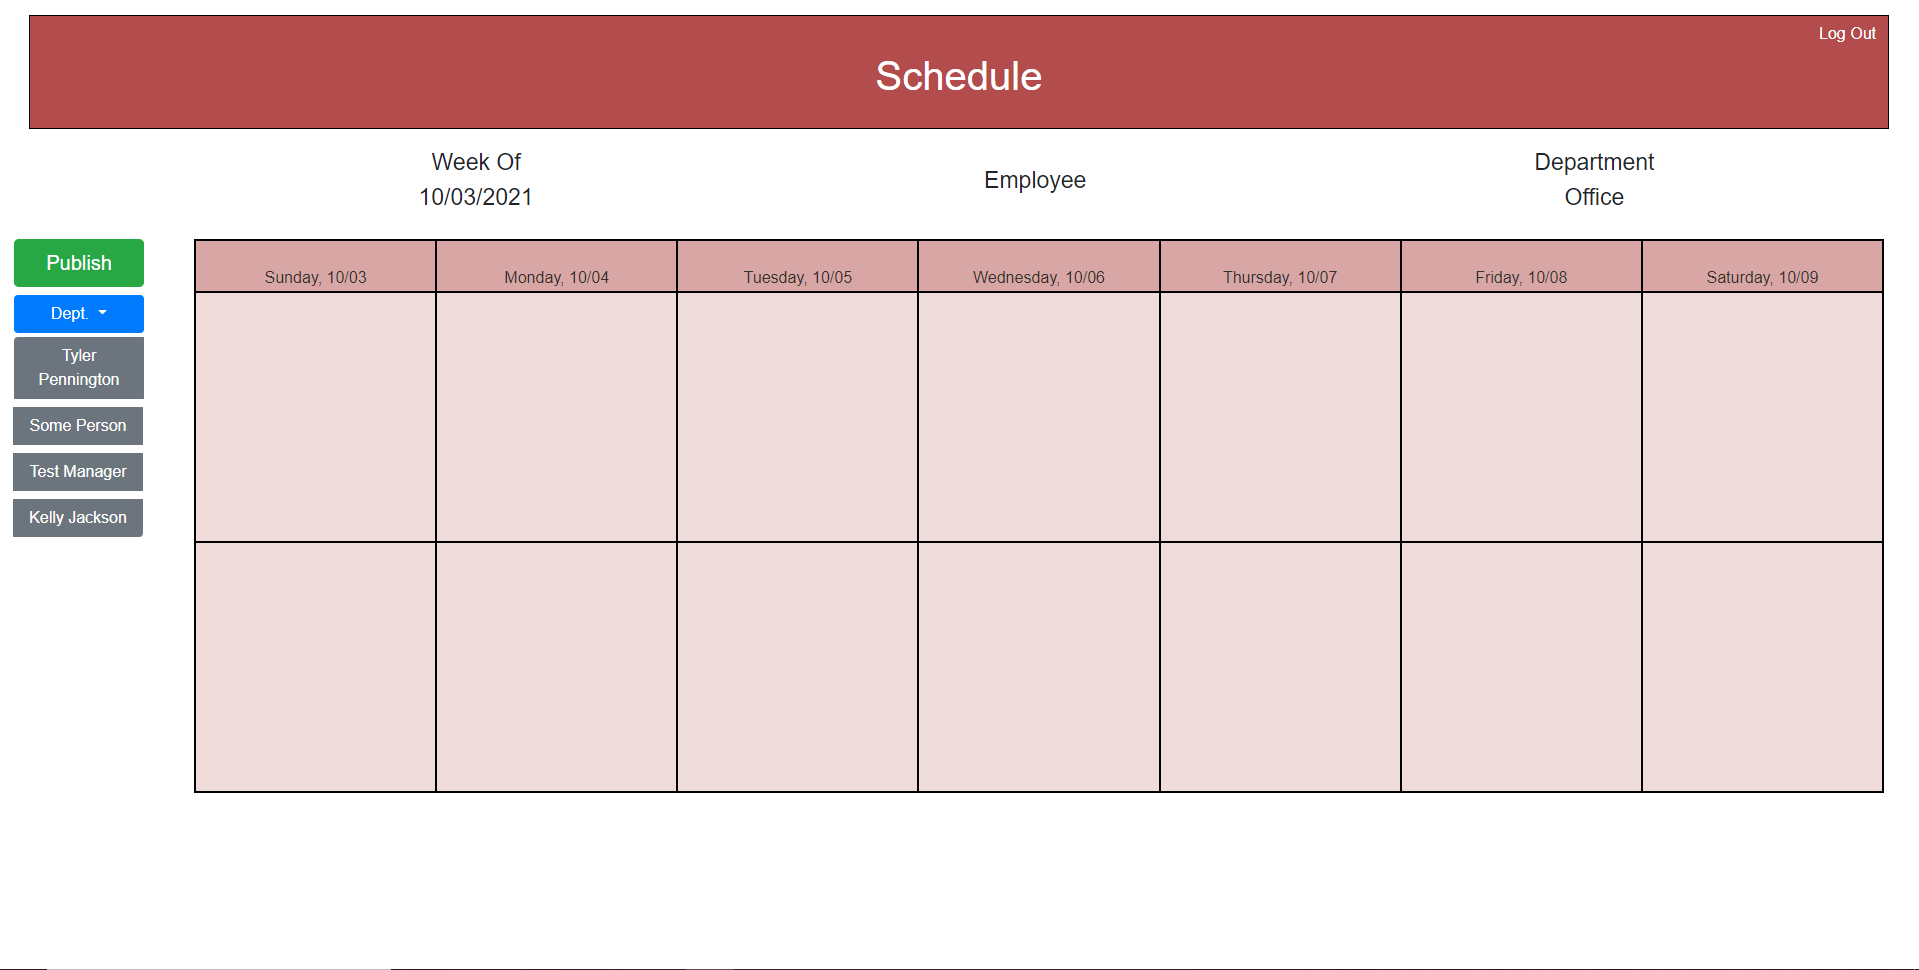 Log Out
Schedule
Week Of
10/03/2021
Employee
Department
Office
Publish
Dept.
Tyler
Pennington
Some Person
Test Manager
Kelly Jackson
Sunday, 10/03
Monday, 10/04
Tuesday, 10/05
Wednesday, 10/06
Thursday, 10/07
Friday, 10/08
Saturday, 10/09